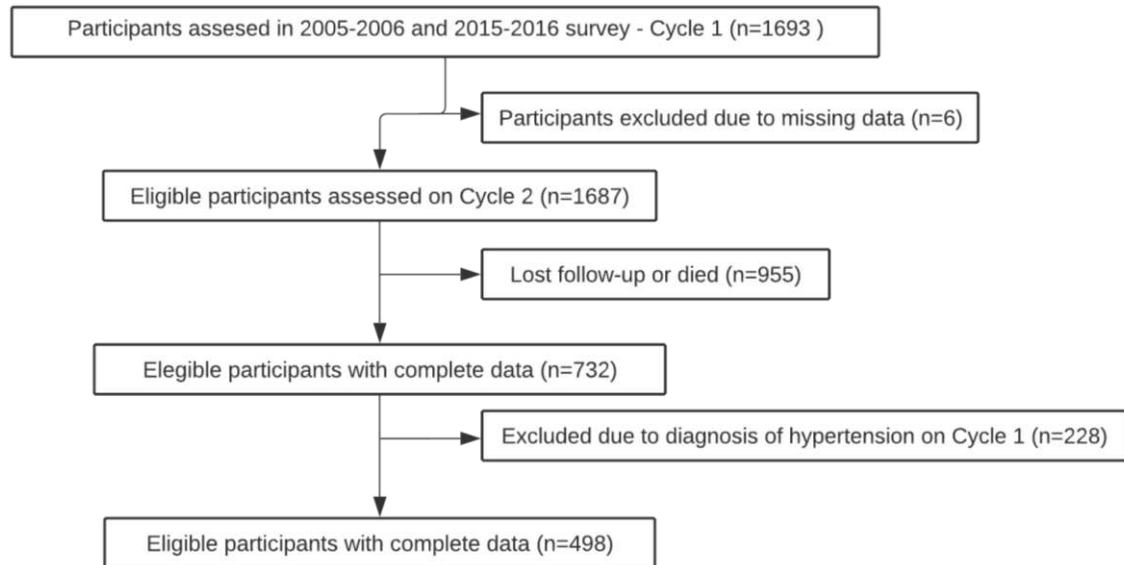 Participants assesed in 2005-2006 and 2015-2016 survey - Cycle 1 (n=1693 )
Participants excluded due to missing data (n=6)
Eligible participants assessed on Cycle 2 (n=1687)
Lost follow-up or died (n=955)
Elegible participants with complete data (n=732)
Excluded due to diagnosis of hypertension on Cycle 1 (n=228)
Eligible participants with complete data (n=498)